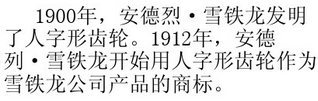 1900年，安德烈·雪铁龙发明
了人字形齿轮。1912年，安德
列·雪铁龙开始用人字形齿轮作为
雪铁龙公司产品的商标。